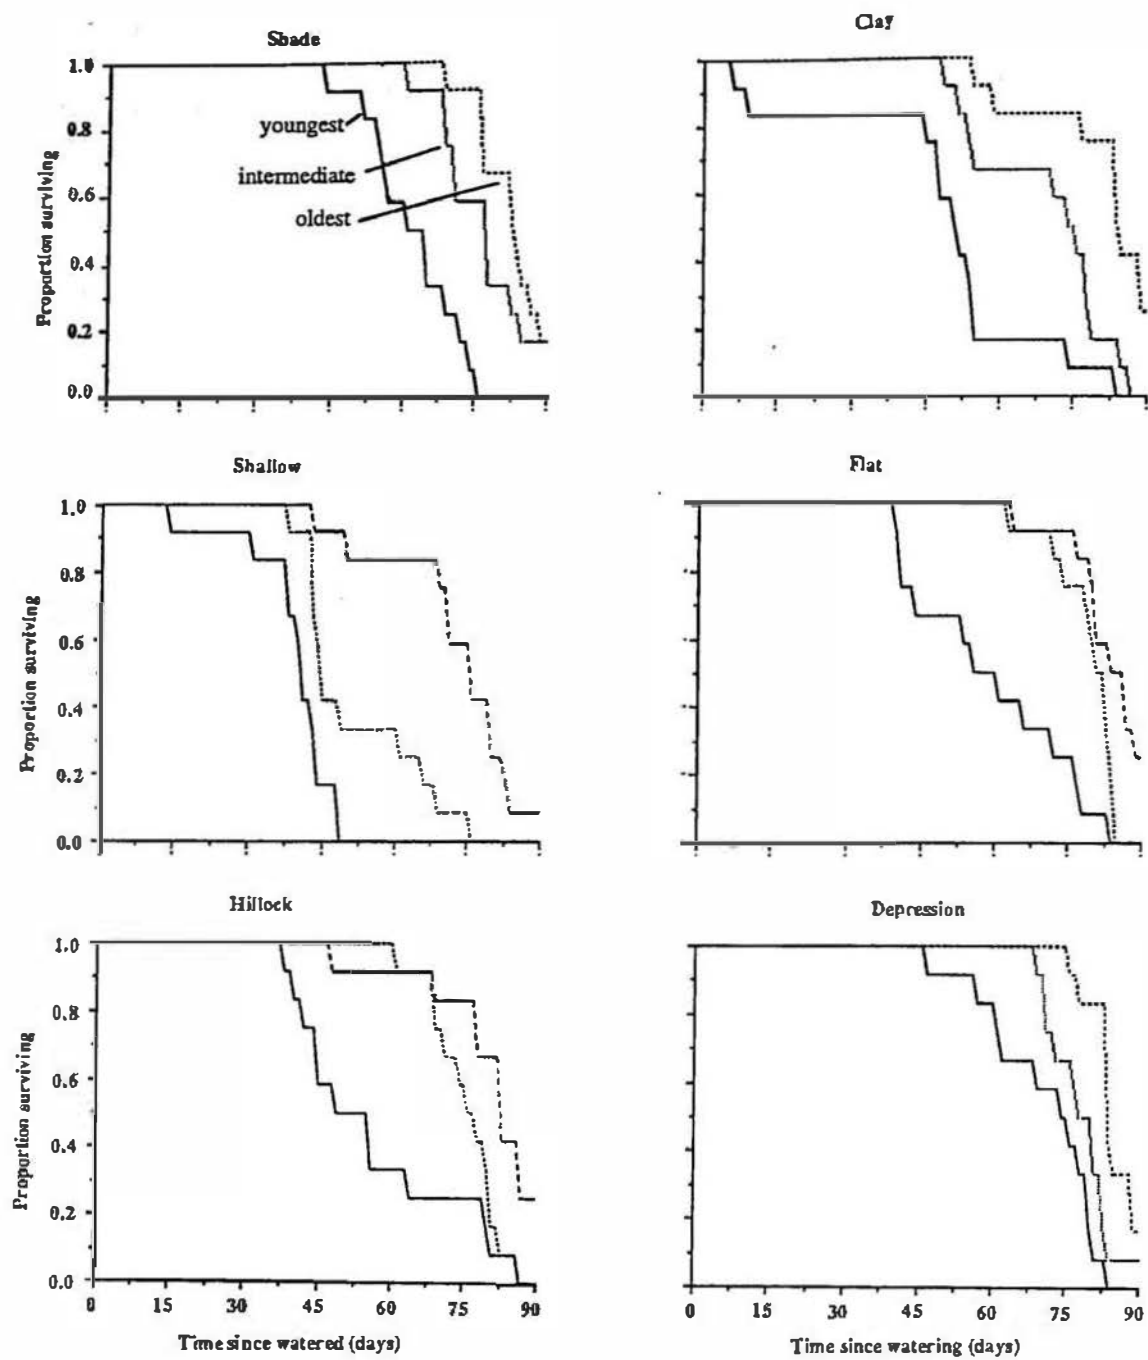 Shade
Clay
1.0
0.8
0.6
0.4
0.2
0.0
Proportion surviving
youngest
intermediate
oldest
Shallow
Flat
1.0
0.8
0.6
0.4
0.2
0.0
Proportion surviving
Hillock
Depression
1.0
0.8
0.6
0.4
0.2
0.0
Proportion surviving
0 15 30 45 60 75 90
0 15 30 45 60 75 90
Time since watered (days)
Time since watering (days)